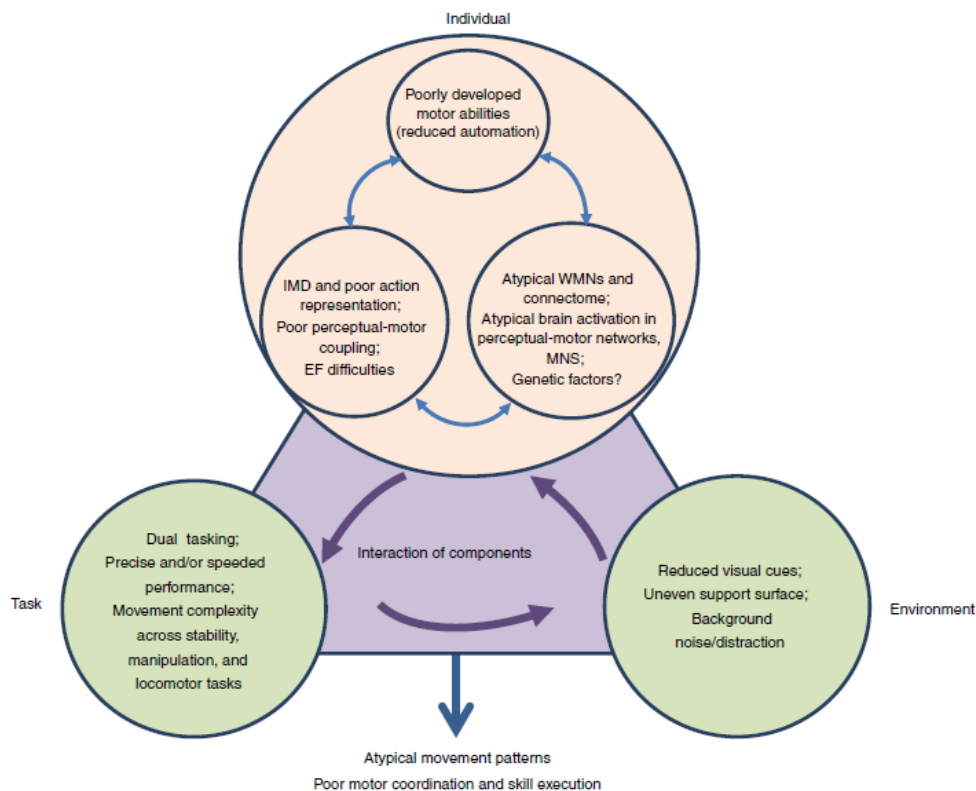 Individual
Poorly developed
motor abilities
(reduced automation)
IMD and poor action
representation;
Poor perceptual-motor
coupling;
EF difficulties
Atypical WMNs and
connectome;
Atypical brain activation in
perceptual-motor networks,
MNS;
Genetic factors?
Interaction of components
Task
Dual tasking;
Precise and/or speeded
performance;
Movement complexity
across stability,
manipulation, and
locomotor tasks
Reduced visual cues;
Uneven support surface;
Background
noise/distraction
Environment
Atypical movement patterns
Poor motor coordination and skill execution